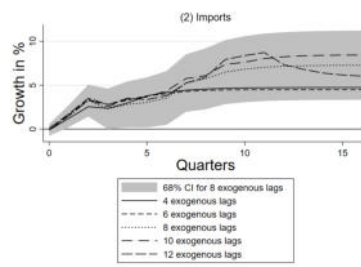 (2) Imports
Growth in %
10
5
0
0
5
10
15
Quarters
68% CI for 8 exogenous lags
4 exogenous lags
6 exogenous lags
8 exogenous lags
10 exogenous lags
12 exogenous lags